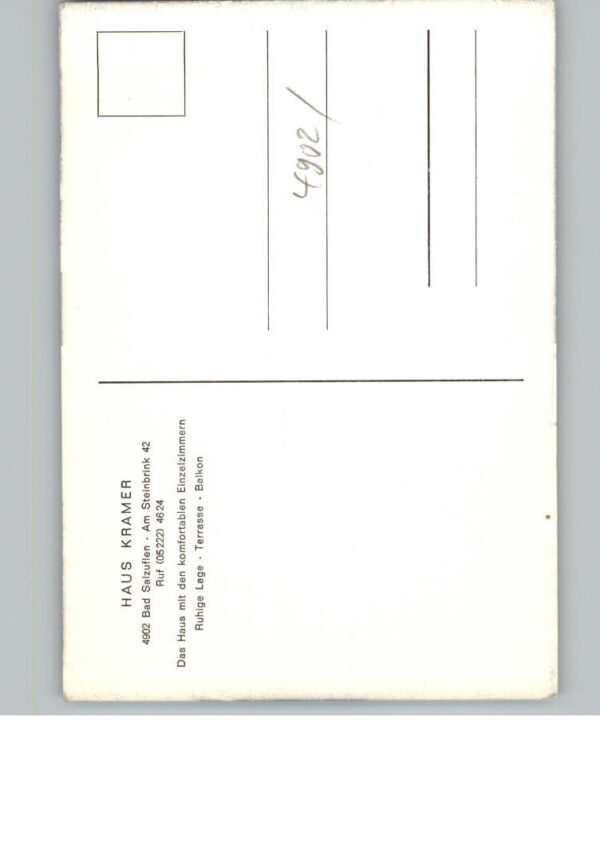 HAUS KRAMER
4902 Bad Salzuflen · Am Steinbrink 42
Ruf (05222) 4624
Das Haus mit den komfortablen Einzelzimmern
Ruhige Lage · Terrasse · Balkon
4902/